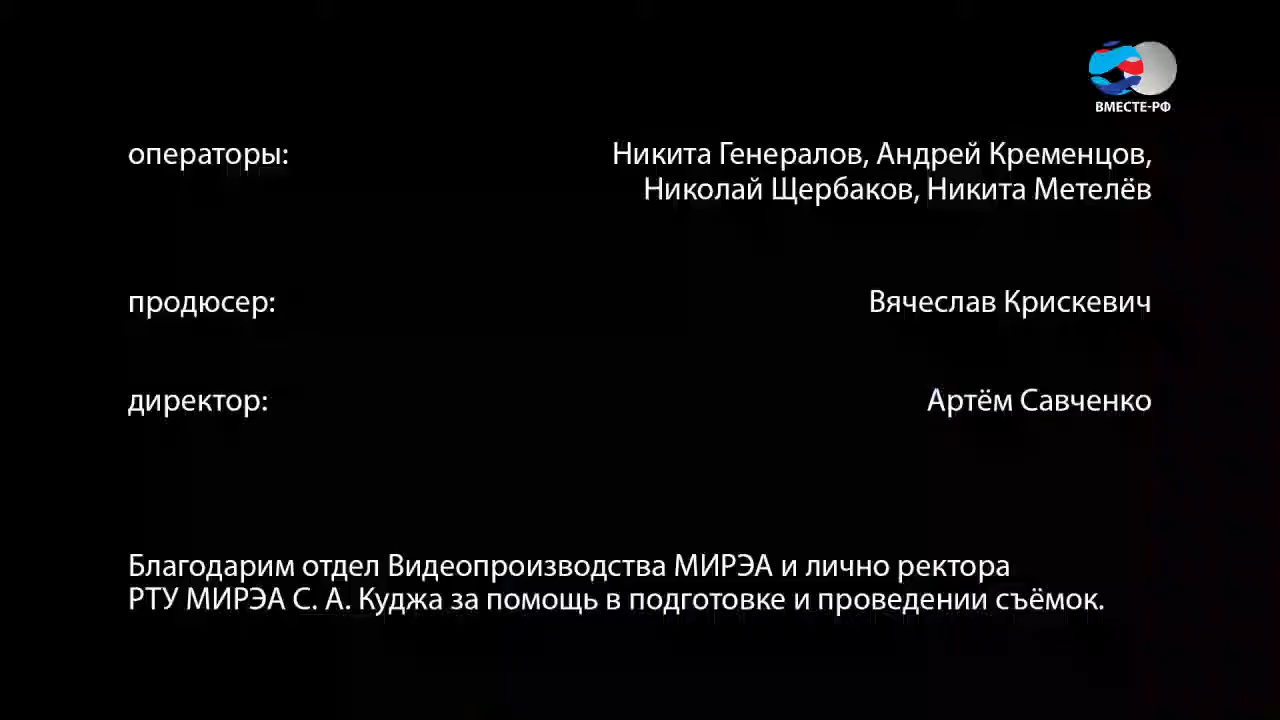 ВМЕСТЕ-РФ
операторы: Никита Генералов, Андрей Кременцов,
Николай Щербаков, Никита Метелёв
продюсер: Вячеслав Крискевич
директор: Артём Савченко
Благодарим отдел Видеопроизводства МИРЭА и лично ректора
РТУ МИРЭА С. А. Куджа за помощь в подготовке и проведении съёмок.